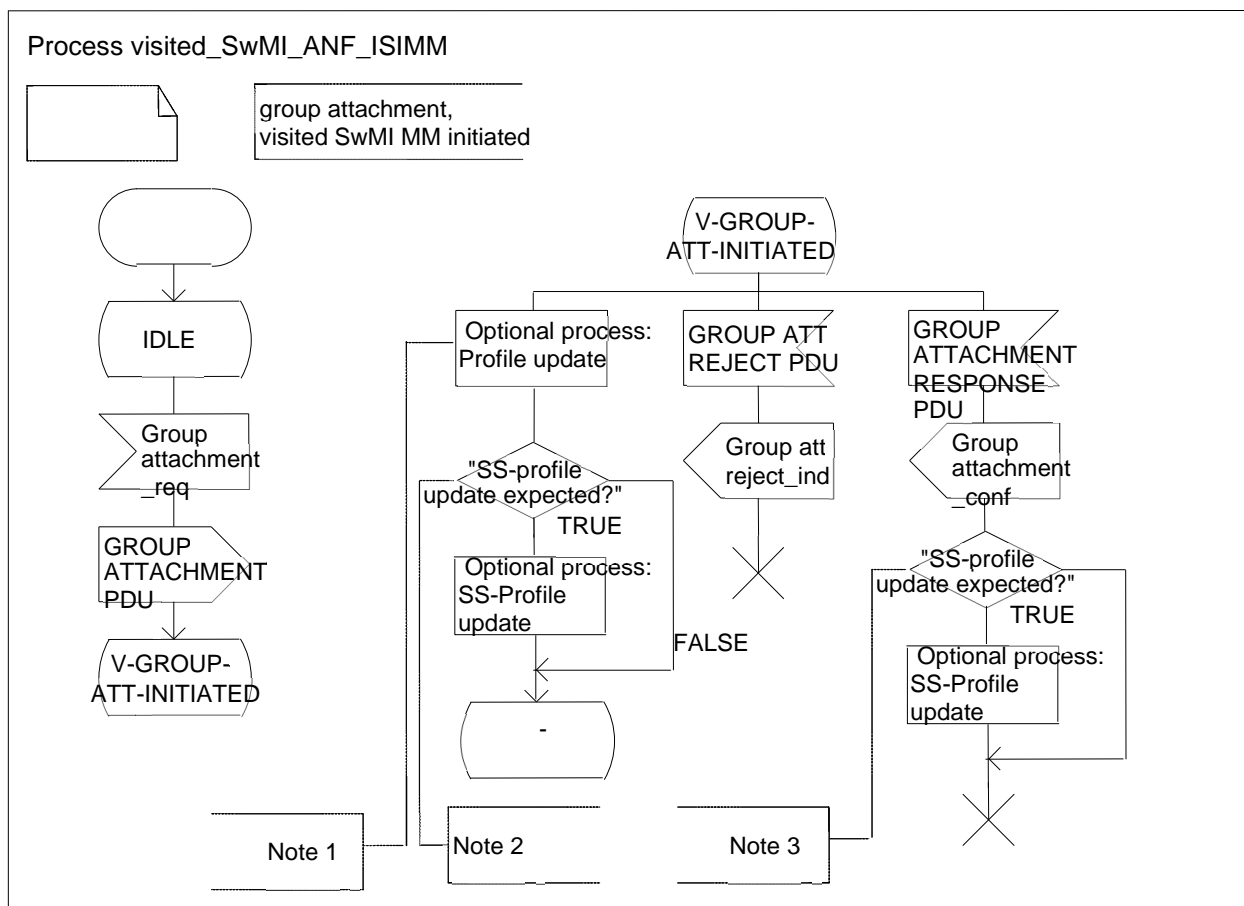 Process visited_SwMI_ANF_ISIMM
group attachment,
visited SwMI MM initiated
IDLE
Group
attachment
_req
GROUP
ATTACHMENT
PDU
V-GROUP-
ATT-INITIATED
V-GROUP-
ATT-INITIATED
Optional process:
Profile update
"SS-profile
update expected?"
TRUE
Optional process:
SS-Profile
update
FALSE
-
GROUP ATT
REJECT PDU
Group att
reject_ind
GROUP
ATTACHMENT
RESPONSE
PDU
Group
attachment
_conf
"SS-profile
update expected?"
TRUE
Optional process:
SS-Profile
update
Note 1
Note 2
Note 3